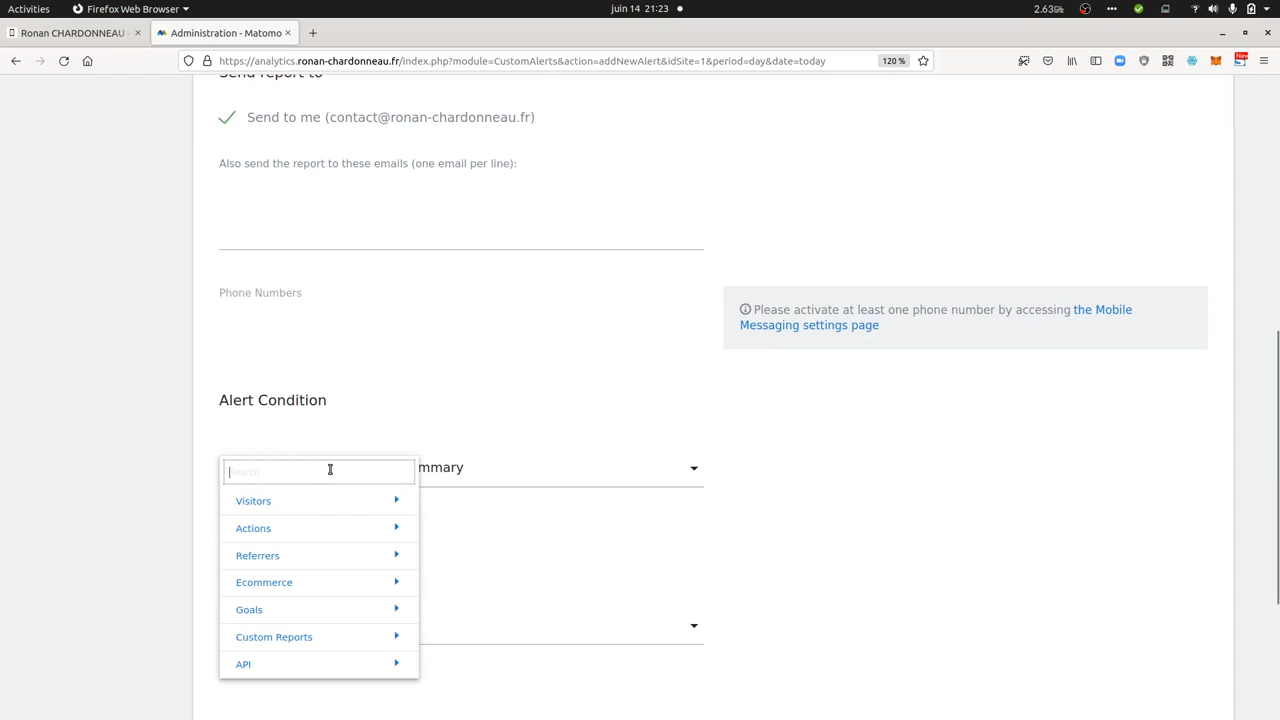 Activities
Firefox Web Browser
juin 14 21:23
2.63GHz
Ronan CHARDONNEAU
Administration - Matomo
https://analytics.ronan-chardonneau.fr/index.php?module=CustomAlerts&action=addNewAlert&idSite=1&period=day&date=today
120 %
New
Send report to
Send to me (contact@ronan-chardonneau.fr)
Also send the report to these emails (one email per line):
Phone Numbers
Please activate at least one phone number by accessing the Mobile
Messaging settings page
Alert Condition
Search
mmary
Visitors
Actions
Referrers
Ecommerce
Goals
Custom Reports
API